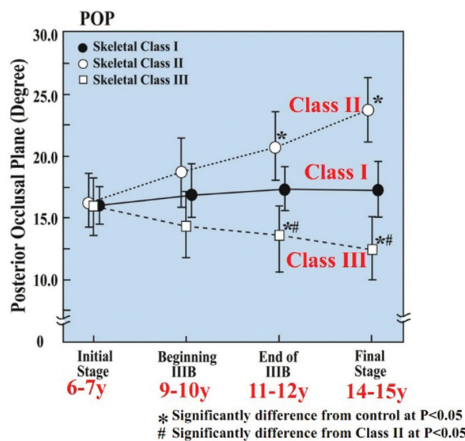 POP
30.0
● Skeletal Class I
○ Skeletal Class II
□ Skeletal Class III
25.0
Class II
*
*
20.0
Class I
15.0
*#
*#
Class III
10.0
0
Posterior Occlusal Plane (Degree)
Initial Stage
Beginning IIIB
End of IIIB
Final Stage
6-7y
9-10y
11-12y
14-15y
* Significantly difference from control at P<0.05
# Significantly difference from Class II at P<0.05